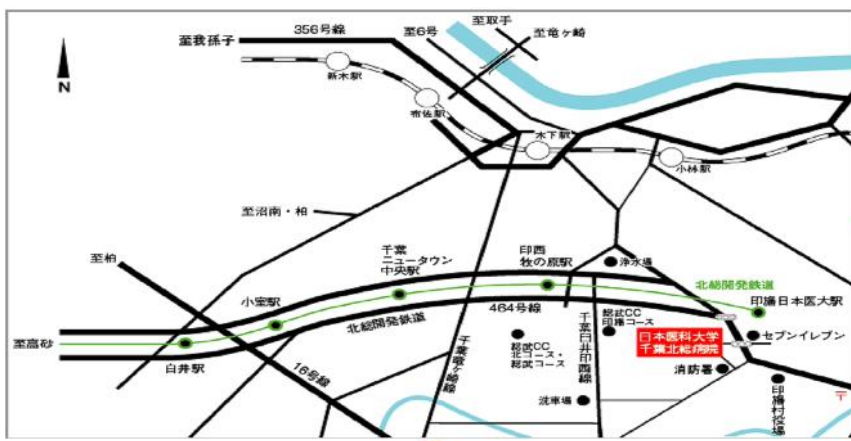 至取手
356号線
至6号
至竜ヶ崎
至我孫子
新木駅
N
布佐駅
木下駅
小林駅
至沼南・柏
千葉
ニュータウン
中央駅
印西
牧の原駅
至柏
浄水場
北総開発鉄道
小室駅
印旛日本医大駅
464号線
北総開発鉄道
総武CC
印旛コース
日本医科大学
千葉北総病院
セブンイレブン
至高砂
白井駅
16号線
千葉竜ヶ崎線
総武CC
北コース・
総武コース
千葉臼井印西線
消防署
洗車場
印旛村役場
〒